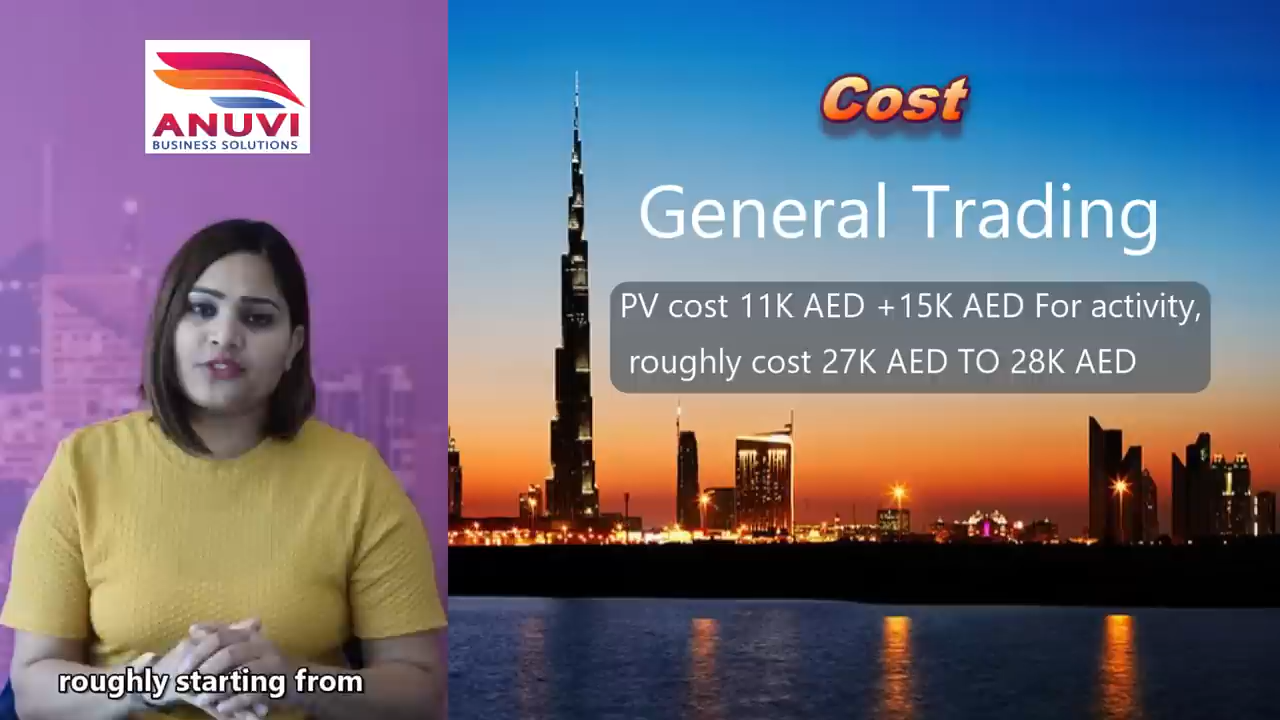 ANUVI
BUSINESS SOLUTIONS
Cost
General Trading
PV cost 11K AED +15K AED For activity,
roughly cost 27K AED TO 28K AED
roughly starting from